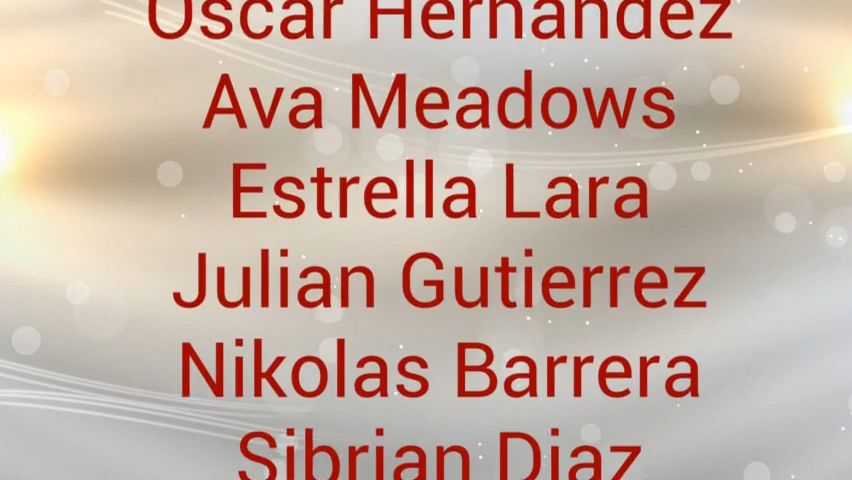 Oscar Hernandez
Ava Meadows
Estrella Lara
Julian Gutierrez
Nikolas Barrera
Sibrian Diaz